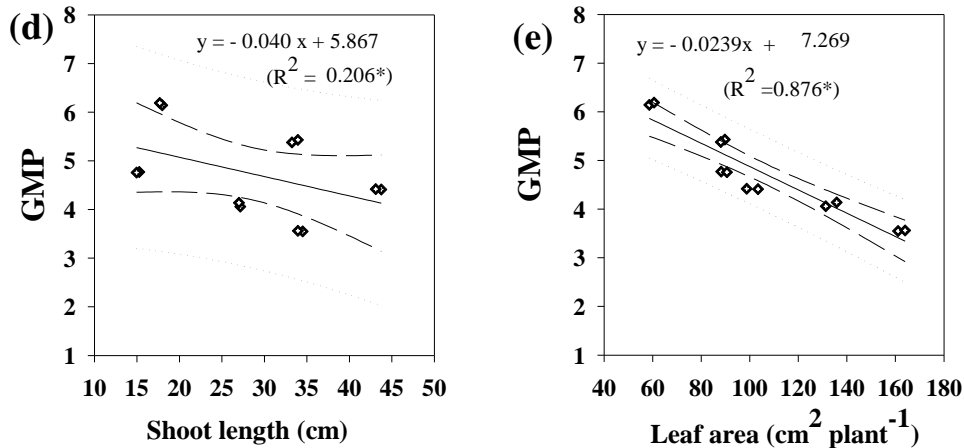 (d)
y = - 0.040 x + 5.867
(R² = 0.206*)
GMP
8
7
6
5
4
3
2
1
10 15 20 25 30 35 40 45 50
Shoot length (cm)
(e)
y = - 0.0239x + 7.269
(R² =0.876*)
GMP
8
7
6
5
4
3
2
1
40 60 80 100 120 140 160 180
Leaf area (cm² plant⁻¹)